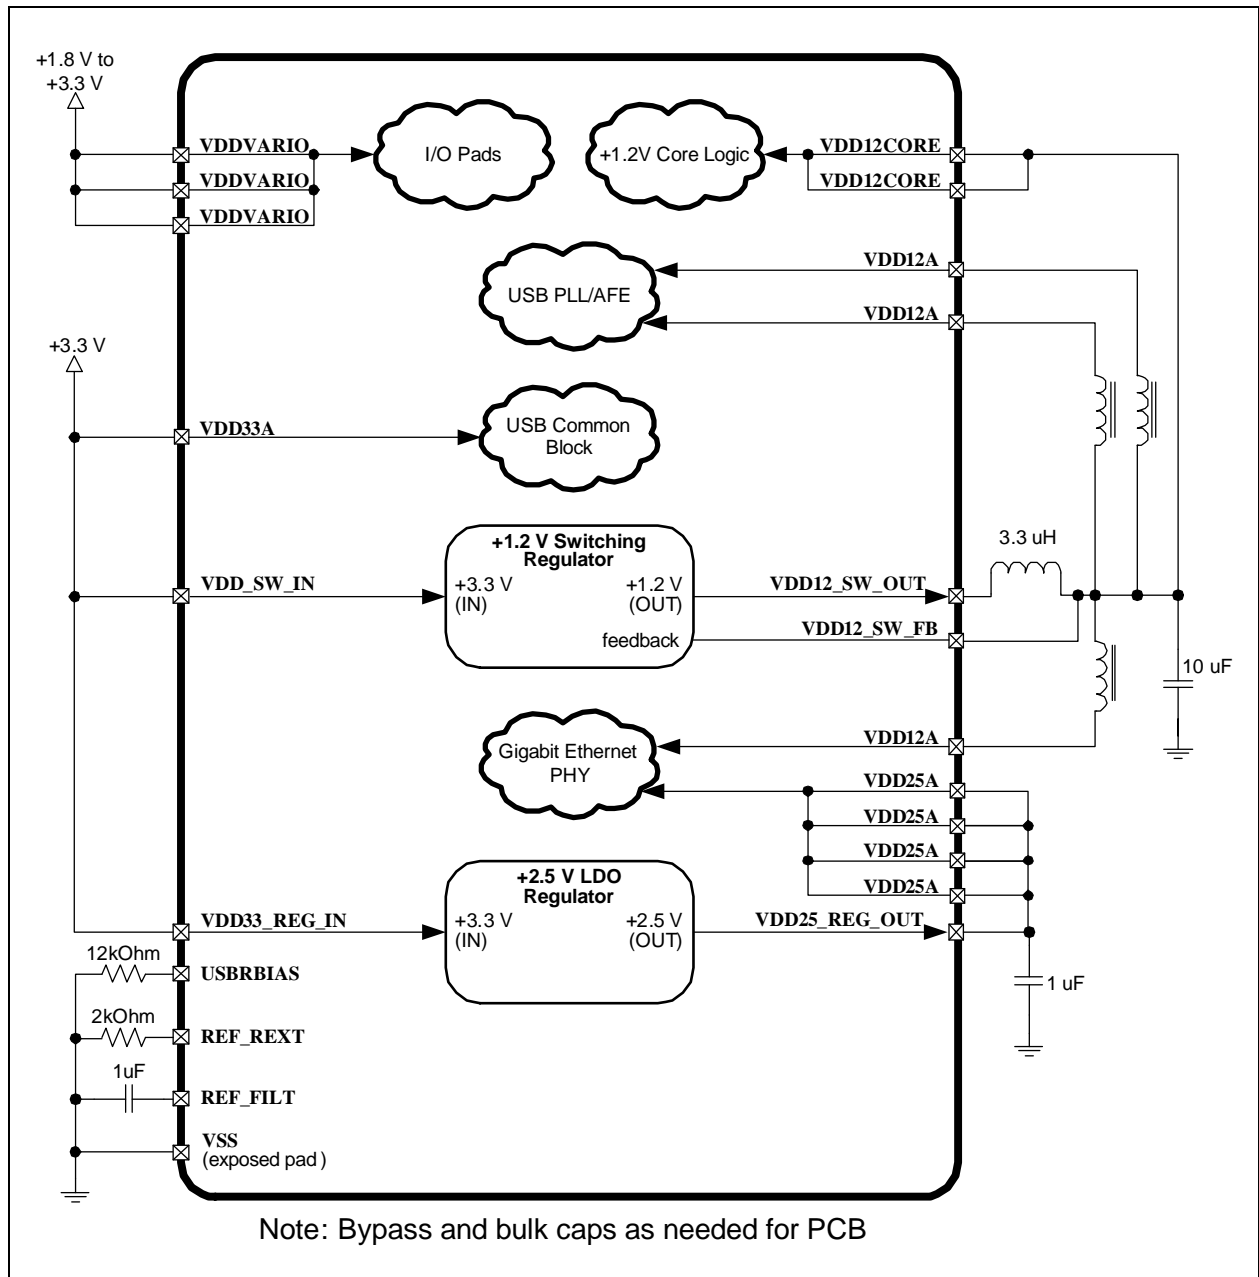 +1.8 V to
+3.3 V
VDDVARIO
VDDVARIO
VDDVARIO
I/O Pads
+1.2V Core Logic
VDD12CORE
VDD12CORE
VDD12A
USB PLL/AFE
VDD12A
+3.3 V
VDD33A
USB Common
Block
+1.2 V Switching
Regulator
3.3 uH
VDD_SW_IN
+3.3 V
(IN)
+1.2 V
(OUT)
VDD12_SW_OUT
feedback
VDD12_SW_FB
10 uF
Gigabit Ethernet
PHY
VDD12A
VDD25A
VDD25A
VDD25A
VDD25A
+2.5 V LDO
Regulator
VDD33_REG_IN
+3.3 V
(IN)
+2.5 V
(OUT)
VDD25_REG_OUT
12kOhm
USBRBIAS
1 uF
2kOhm
REF_REXT
1uF
REF_FILT
VSS
(exposed pad )
Note: Bypass and bulk caps as needed for PCB